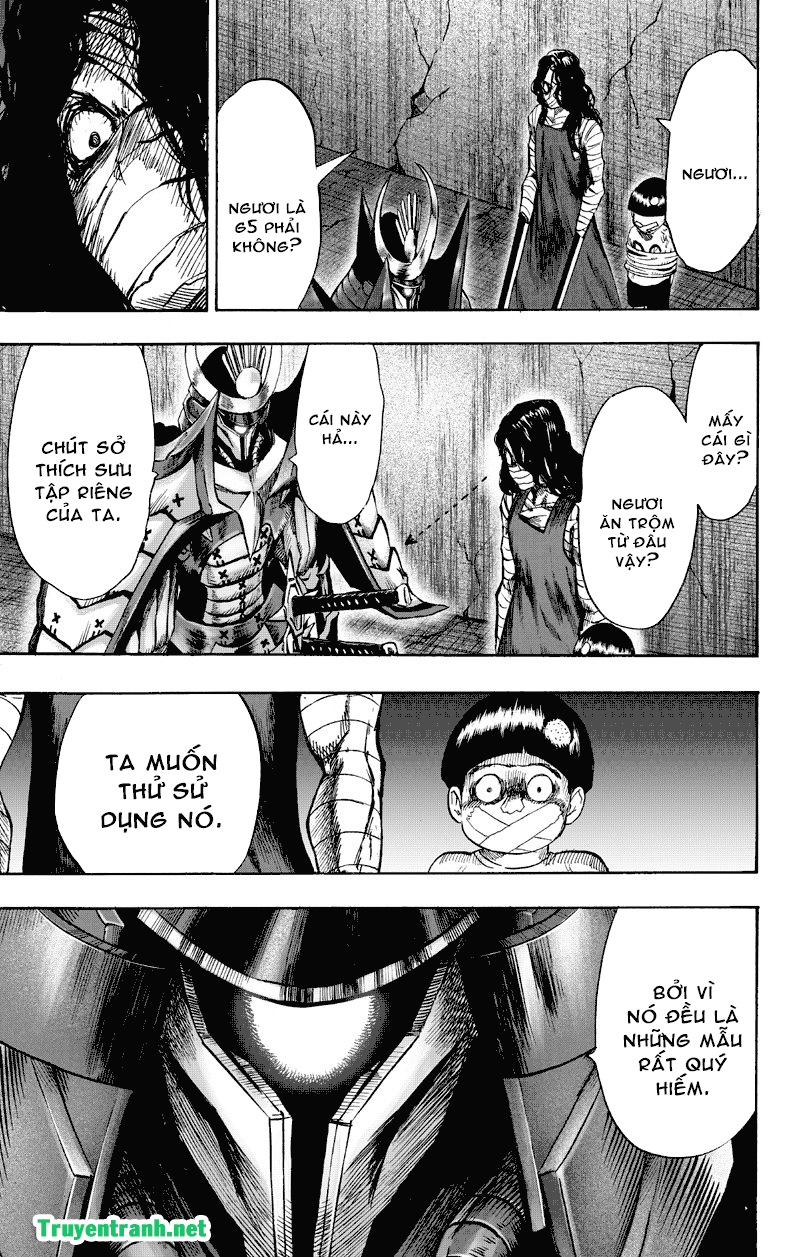 NGƯƠI...
NGƯƠI LÀ
G5 PHẢI
KHÔNG?
MẤY
CÁI GÌ
ĐÂY?
NGƯƠI
ĂN TRỘM
TỪ ĐÂU
VẬY?
CÁI NÀY
HẢ...
CHÚT SỞ
THÍCH SƯU
TẬP RIÊNG
CỦA TA.
TA MUỐN
THỬ SỬ
DỤNG NÓ.
BỞI VÌ
NÓ ĐỀU LÀ
NHỮNG MẪU
RẤT QUÝ
HIẾM.
Truyentranh.net